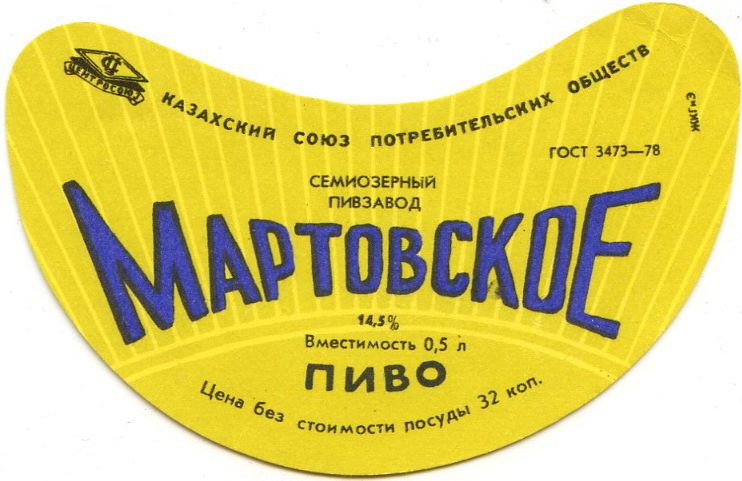 ЦЕНТРОСОЮЗ
КАЗАХСКИЙ СОЮЗ ПОТРЕБИТЕЛЬСКИХ ОБЩЕСТВ
ЖКГиЭ
ГОСТ 3473—78
СЕМИОЗЕРНЫЙ
ПИВЗАВОД
МАРТОВСКОЕ
14,5%
Вместимость 0,5 л
ПИВО
Цена без стоимости посуды 32 коп.